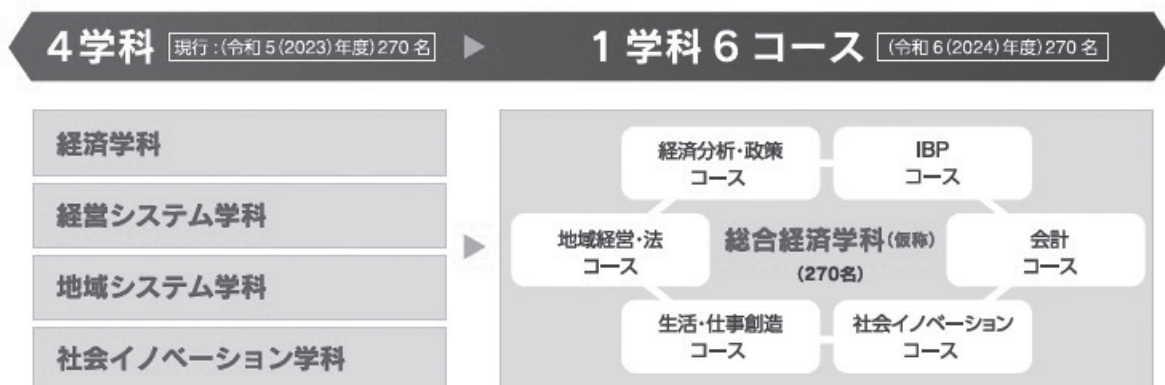 4学科 現行:(令和5(2023)年度)270名
1学科6コース (令和6(2024)年度)270名
経済学科
経営システム学科
地域システム学科
社会イノベーション学科
経済分析・政策
コース
IBP
コース
地域経営・法
コース
総合経済学科(仮称)
(270名)
会計
コース
生活・仕事創造
コース
社会イノベーション
コース